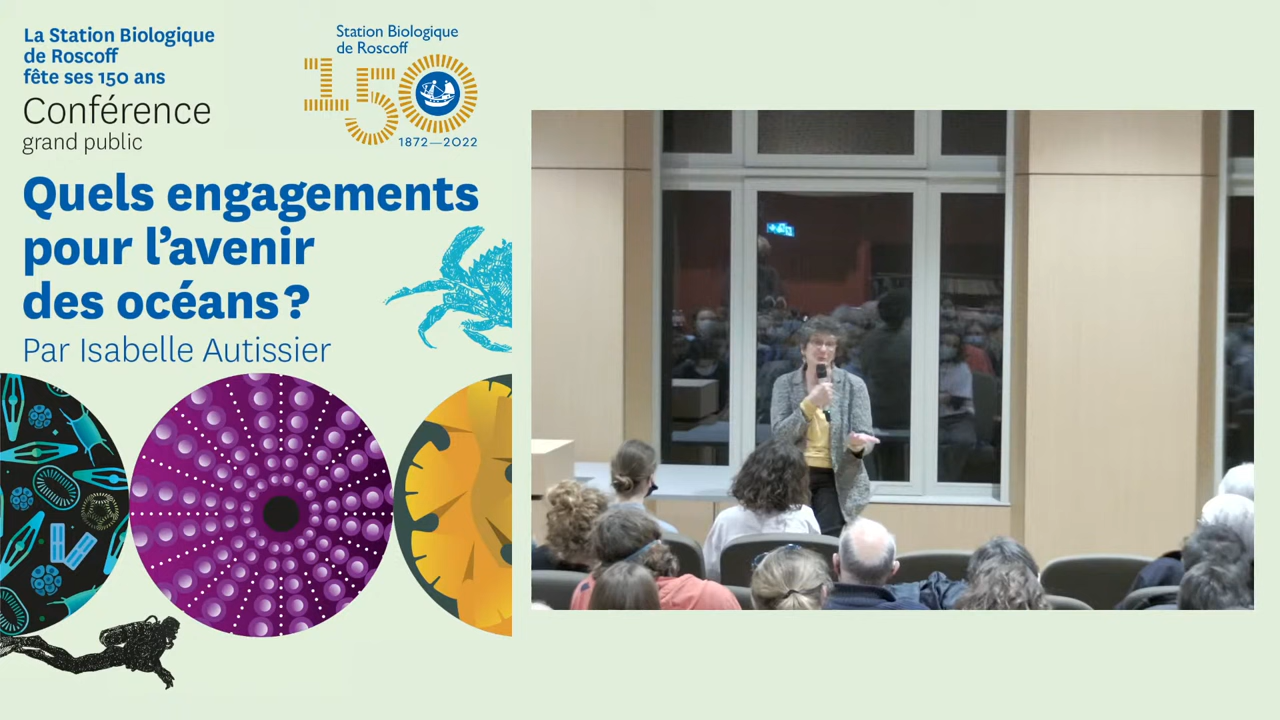 La Station Biologique
de Roscoff
fête ses 150 ans
Conférence
grand public
Station Biologique
de Roscoff
150
1872—2022
Quels engagements
pour l’avenir
des océans ?
Par Isabelle Autissier